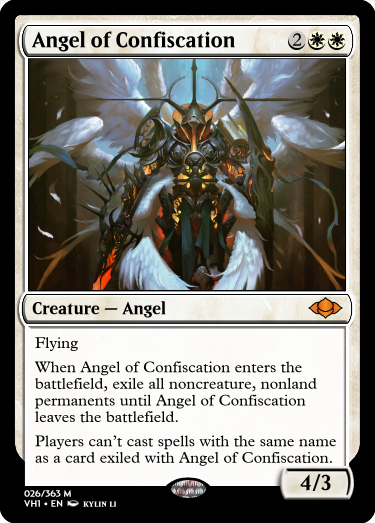 Angel of Confiscation 2
Creature — Angel
Flying
When Angel of Confiscation enters the
battlefield, exile all noncreature, nonland
permanents until Angel of Confiscation
leaves the battlefield.
Players can't cast spells with the same name
as a card exiled with Angel of Confiscation.
4/3
026/363 M
VH1 • EN KYLIN LI